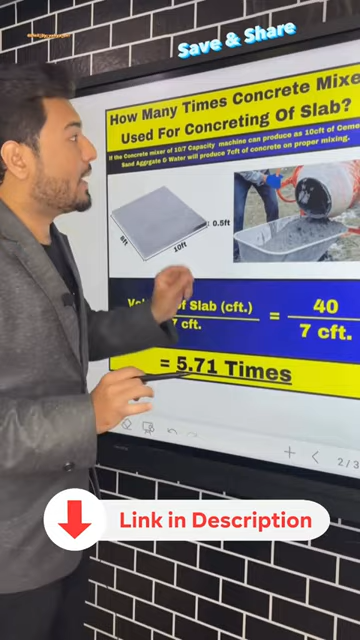 Save & Share
How Many Times Concrete Mixe
Used For Concreting Of Slab?
If the Concrete mixer of 10/7 Capacity machine can produce as 10cft of Ceme
Sand Aggrgate & Water will produce 7cft of concrete on proper mixing.
: 0.5ft
8ft
10ft
of Slab (cft.)
= 40
7 cft.
7 cft.
= 5.71 Times
2/3
Link in Description